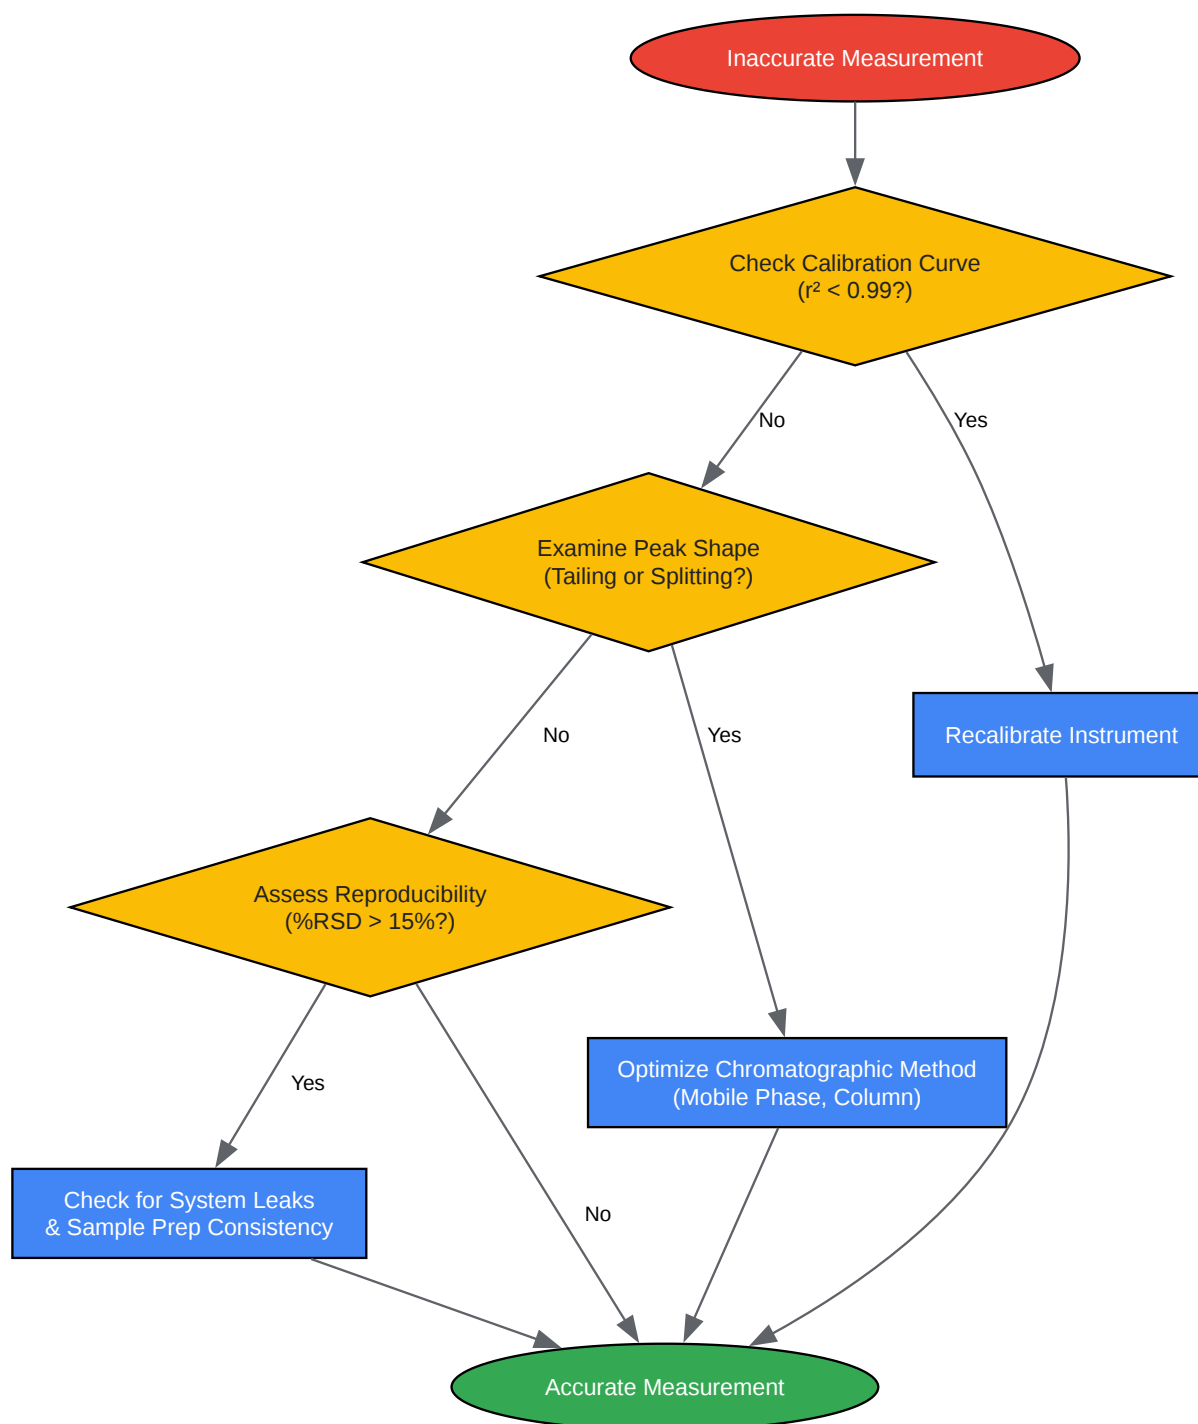 Inaccurate Measurement
Check Calibration Curve
(r² < 0.99?)
No
Yes
Examine Peak Shape
(Tailing or Splitting?)
No
Yes
Recalibrate Instrument
Assess Reproducibility
(%RSD > 15%?)
Yes
Optimize Chromatographic Method
(Mobile Phase, Column)
Check for System Leaks
& Sample Prep Consistency
No
Accurate Measurement